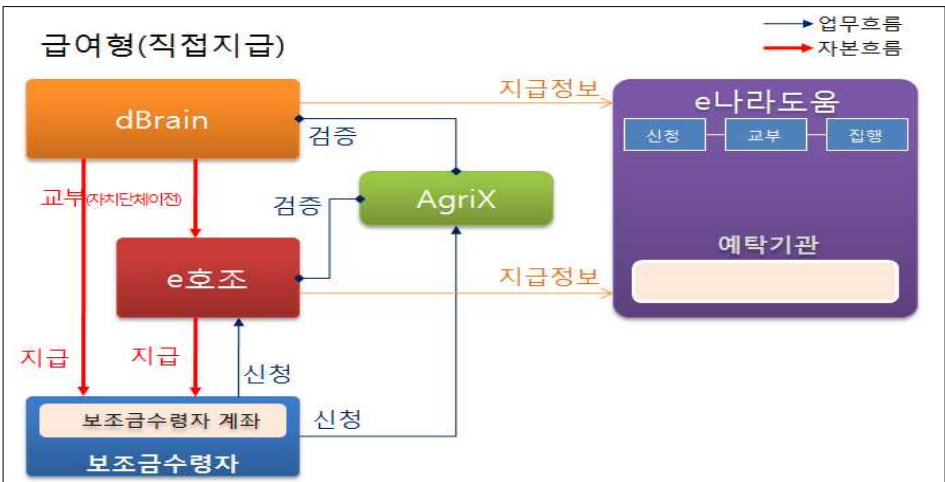 급여형(직접지급)
업무흐름
자본흐름
dBrain
지급정보
e나라도움
신청
교부
집행
검증
교부(자치단체이전)
검증
AgriX
e호조
지급정보
예탁기관
지급
지급
신청
신청
보조금수령자 계좌
보조금수령자